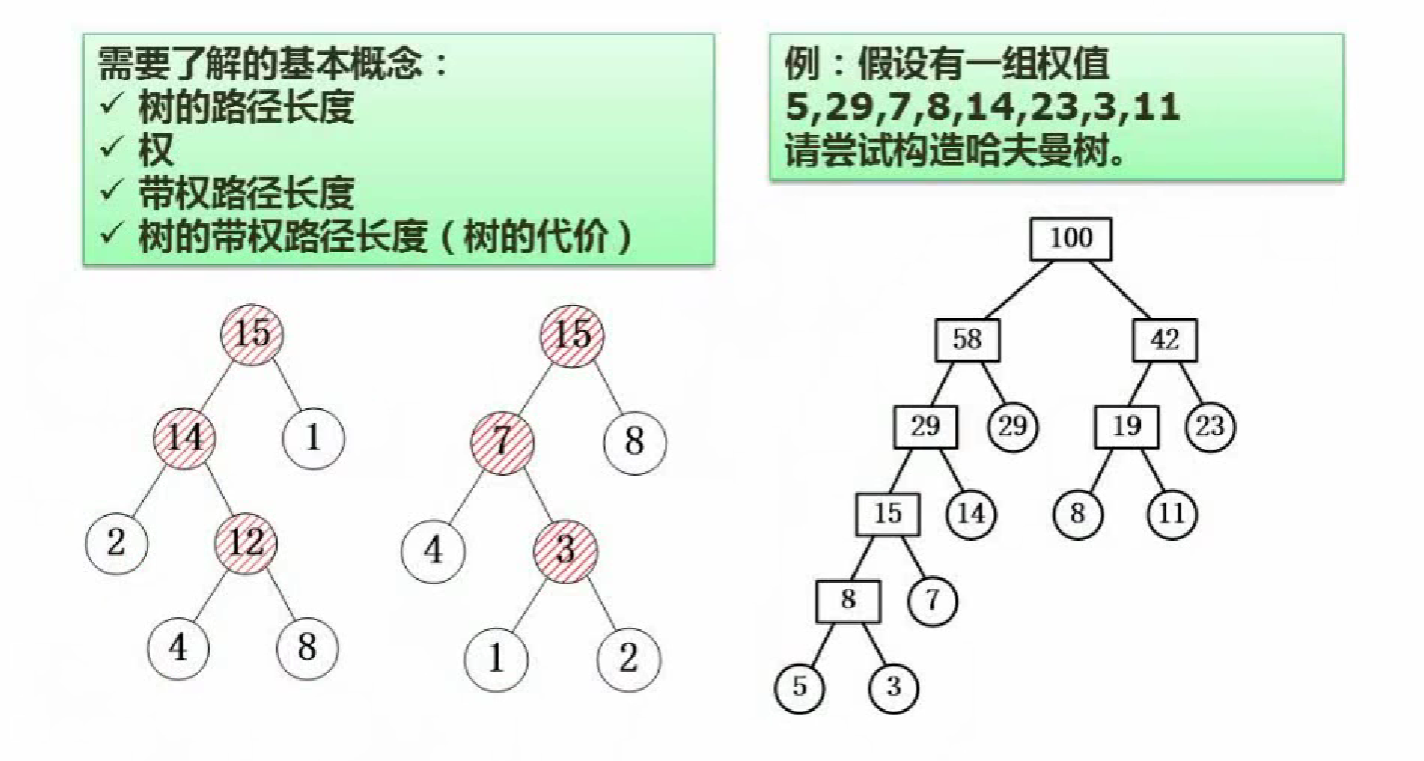 需要了解的基本概念：
✓ 树的路径长度
✓ 权
✓ 带权路径长度
✓ 树的带权路径长度（树的代价）
例：假设有一组权值
5,29,7,8,14,23,3,11
请尝试构造哈夫曼树。
15
14 1
2 12
4 8
15
7 8
4 3
1 2
100
58 42
29 29 19 23
15 14 8 11
8 7
5 3